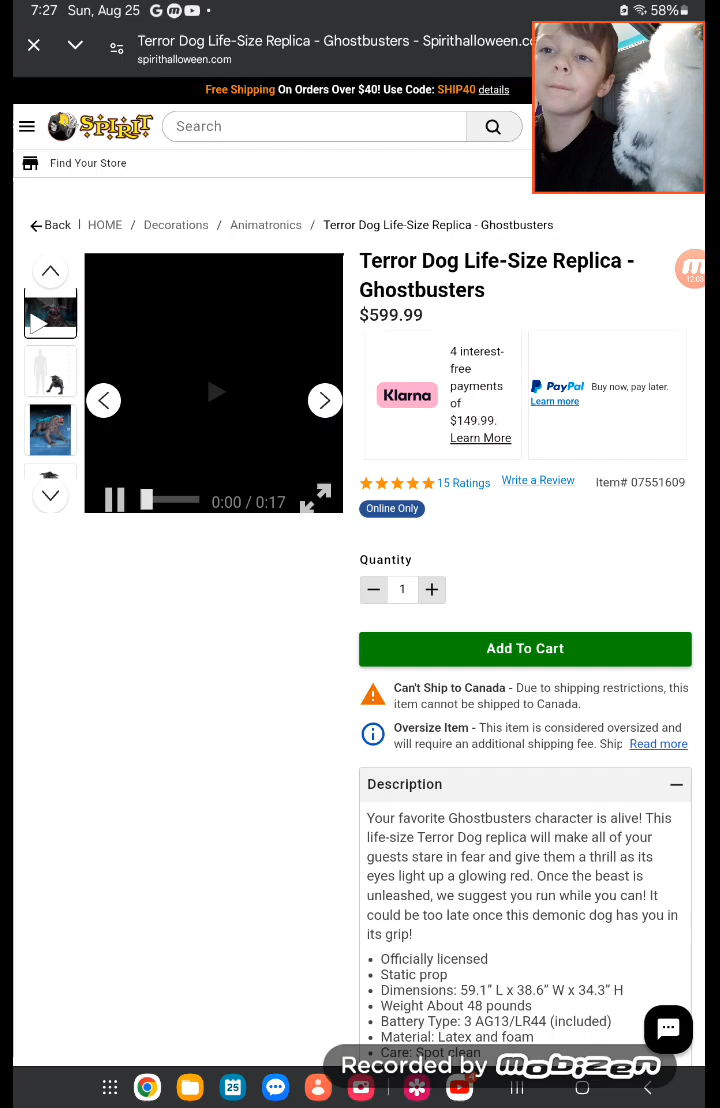 7:27 Sun, Aug 25 G 58%
Terror Dog Life-Size Replica - Ghostbusters - Spirithalloween.co
spirithalloween.com
Free Shipping On Orders Over $40! Use Code: SHIP40 details
SPIRIT
Search
Find Your Store
Back | HOME / Decorations / Animatronics / Terror Dog Life-Size Replica - Ghostbusters
Terror Dog Life-Size Replica -
Ghostbusters
12:03
$599.99
Klarna
4 interest-
free
payments
of
$149.99.
Learn More
PayPal Buy now, pay later.
Learn more
15 Ratings Write a Review Item# 07551609
Online Only
0:00 / 0:17
Quantity
− 1 +
Add To Cart
Can't Ship to Canada - Due to shipping restrictions, this
item cannot be shipped to Canada.
Oversize Item - This item is considered oversized and
will require an additional shipping fee. Ship Read more
Description
Your favorite Ghostbusters character is alive! This
life-size Terror Dog replica will make all of your
guests stare in fear and give them a thrill as its
eyes light up a glowing red. Once the beast is
unleashed, we suggest you run while you can! It
could be too late once this demonic dog has you in
its grip!
• Officially licensed
• Static prop
• Dimensions: 59.1" L x 38.6" W x 34.3" H
• Weight About 48 pounds
• Battery Type: 3 AG13/LR44 (included)
• Material: Latex and foam
• Care: Spot clean
Recorded by mobizen
25